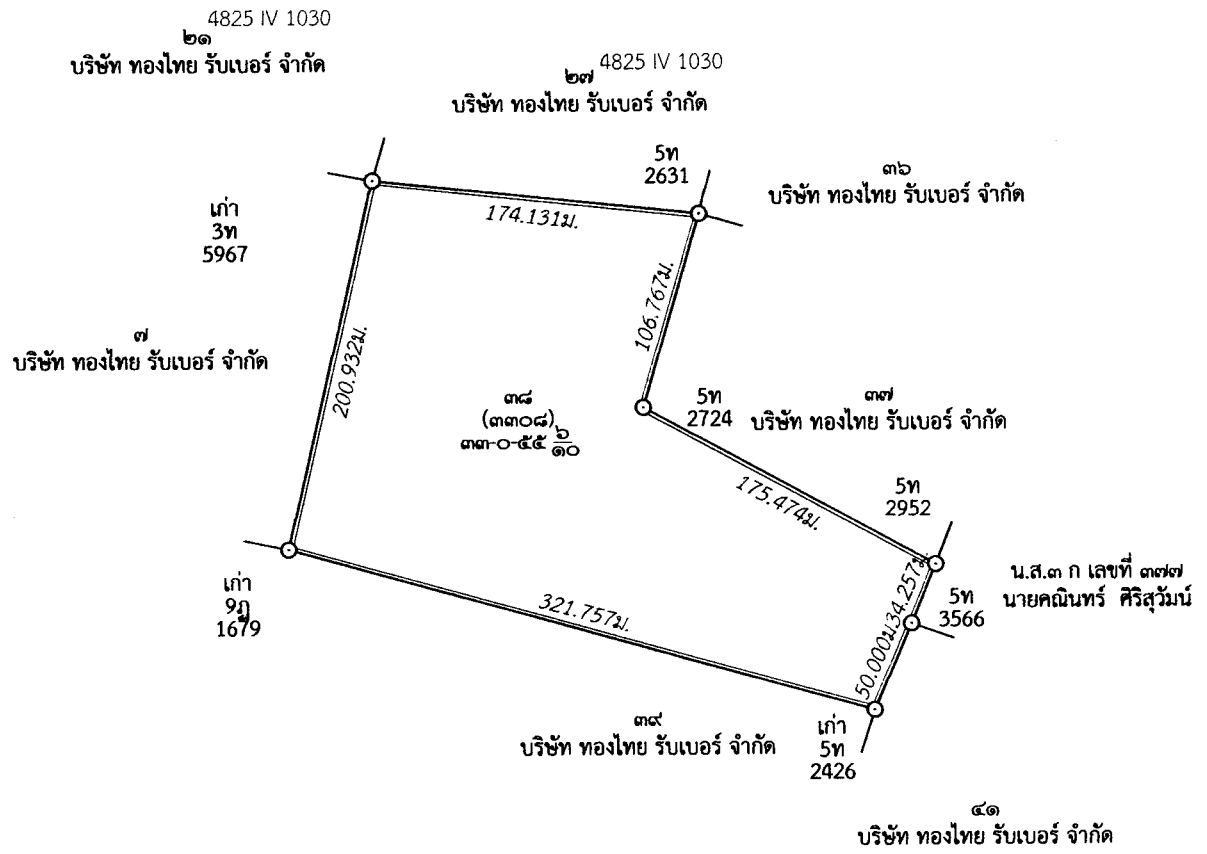 4825 IV 1030
๒๑
บริษัท ทองไทย รับเบอร์ จำกัด
4825 IV 1030
๒๗
บริษัท ทองไทย รับเบอร์ จำกัด
5ท
2631
๓๖
บริษัท ทองไทย รับเบอร์ จำกัด
174.131ม.
เก่า
3ท
5967
106.767ม.
๗
บริษัท ทองไทย รับเบอร์ จำกัด
200.932ม.
๓๘
(๓๓๐๘)
๓๓-๐-๕๕ ๖/๑๐
5ท
2724
๓๗
บริษัท ทองไทย รับเบอร์ จำกัด
175.474ม.
5ท
2952
34.257ม.
น.ส.๓ ก เลขที่ ๓๗๗
นายคณินทร์ ศิริสุวัมน์
5ท
3566
เก่า
9ฎ
1679
321.757ม.
50.000ม.
๓๙
บริษัท ทองไทย รับเบอร์ จำกัด
เก่า
5ท
2426
๔๑
บริษัท ทองไทย รับเบอร์ จำกัด